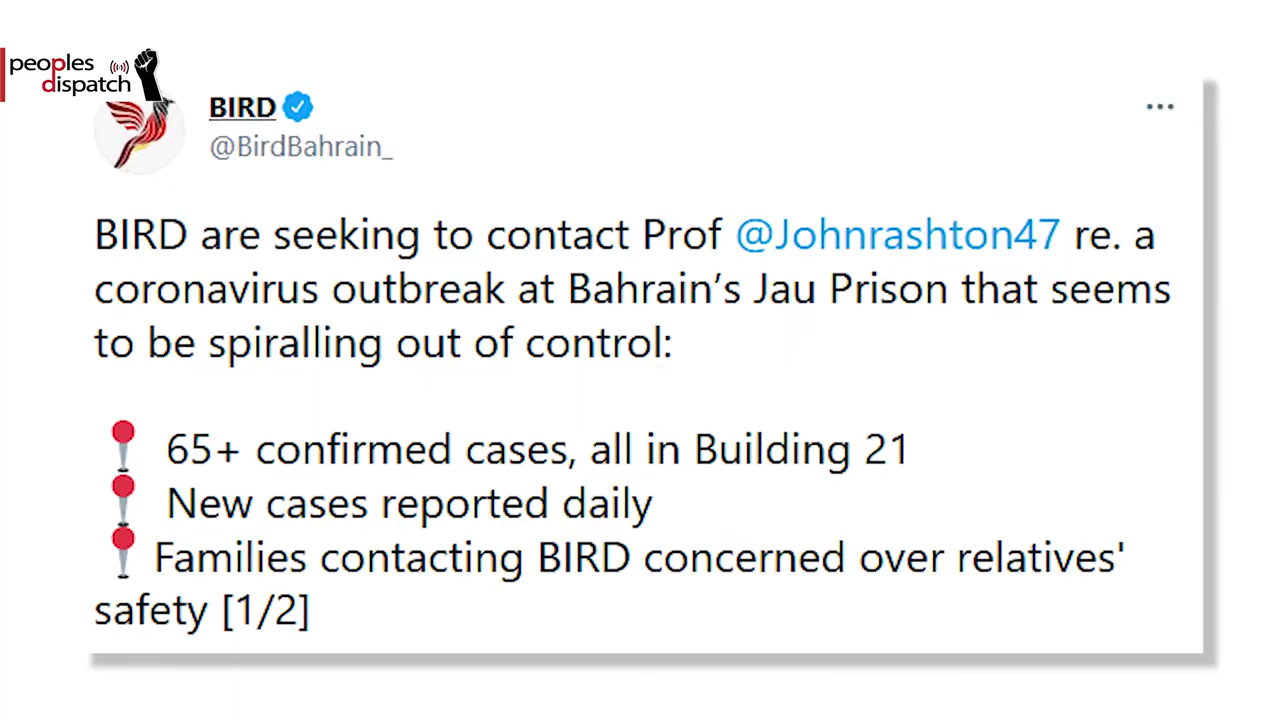 peoples
dispatch
BIRD
@BirdBahrain_
BIRD are seeking to contact Prof @Johnrashton47 re. a
coronavirus outbreak at Bahrain’s Jau Prison that seems
to be spiralling out of control:
65+ confirmed cases, all in Building 21
New cases reported daily
Families contacting BIRD concerned over relatives'
safety [1/2]